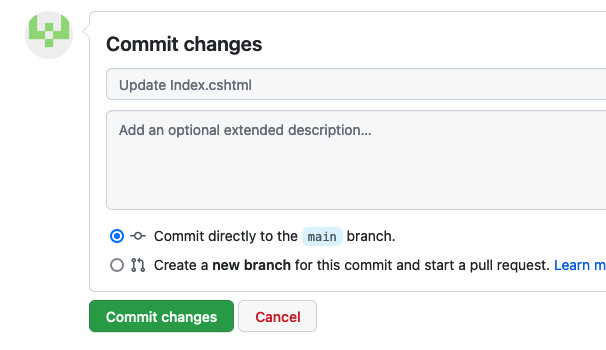 Commit changes
Update Index.cshtml
Add an optional extended description...
Commit directly to the main branch.
Create a new branch for this commit and start a pull request. Learn m
Commit changes
Cancel